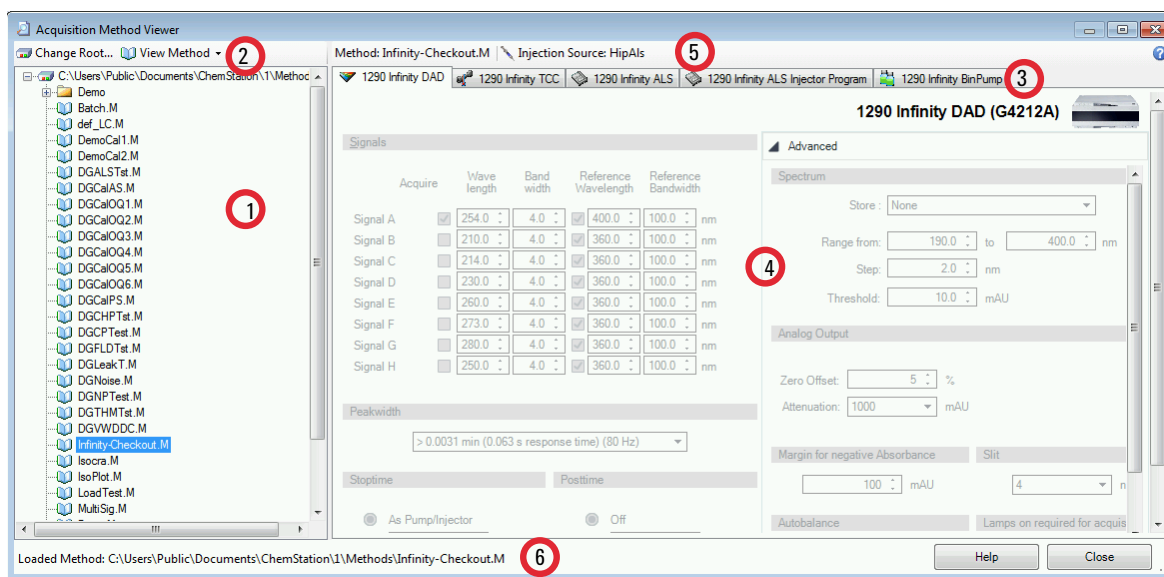 Acquisition Method Viewer
Change Root... View Method
2
Method: Infinity-Checkout.M Injection Source: HipAls
5
C:\Users\Public\Documents\ChemStation\1\Method
Demo
Batch.M
def_LC.M
DemoCal1.M
DemoCal2.M
DGALSTst.M
DGCalAS.M
DGCalOQ1.M
DGCalOQ2.M
DGCalOQ3.M
DGCalOQ4.M
DGCalOQ5.M
DGCalOQ6.M
DGCalPS.M
DGCHPTst.M
DGCPTest.M
DGFLDTst.M
DGLeakT.M
DGNoise.M
DGNPTest.M
DGTHMTst.M
DGVWDDC.M
Infinity-Checkout.M
Isocra.M
IsoPlot.M
LoadTest.M
MultiSig.M
1
1290 Infinity DAD 1290 Infinity TCC 1290 Infinity ALS 1290 Infinity ALS Injector Program 1290 Infinity BinPump
3
1290 Infinity DAD (G4212A)
Signals
Acquire Wave length Band width Reference Wavelength Reference Bandwidth
Signal A 254.0 4.0 400.0 100.0 nm
Signal B 210.0 4.0 360.0 100.0 nm
Signal C 214.0 4.0 360.0 100.0 nm
Signal D 230.0 4.0 360.0 100.0 nm
Signal E 260.0 4.0 360.0 100.0 nm
Signal F 273.0 4.0 360.0 100.0 nm
Signal G 280.0 4.0 360.0 100.0 nm
Signal H 250.0 4.0 360.0 100.0 nm
Peakwidth
> 0.0031 min (0.063 s response time) (80 Hz)
Stoptime Posttime
As Pump/Injector Off
Advanced
Spectrum
Store : None
Range from: 190.0 to 400.0 nm
4
Step: 2.0 nm
Threshold: 10.0 mAU
Analog Output
Zero Offset: 5 %
Attenuation: 1000 mAU
Margin for negative Absorbance Slit
100 mAU 4 n
Autobalance Lamps on required for acquis
Loaded Method: C:\Users\Public\Documents\ChemStation\1\Methods\Infinity-Checkout.M
6
Help Close